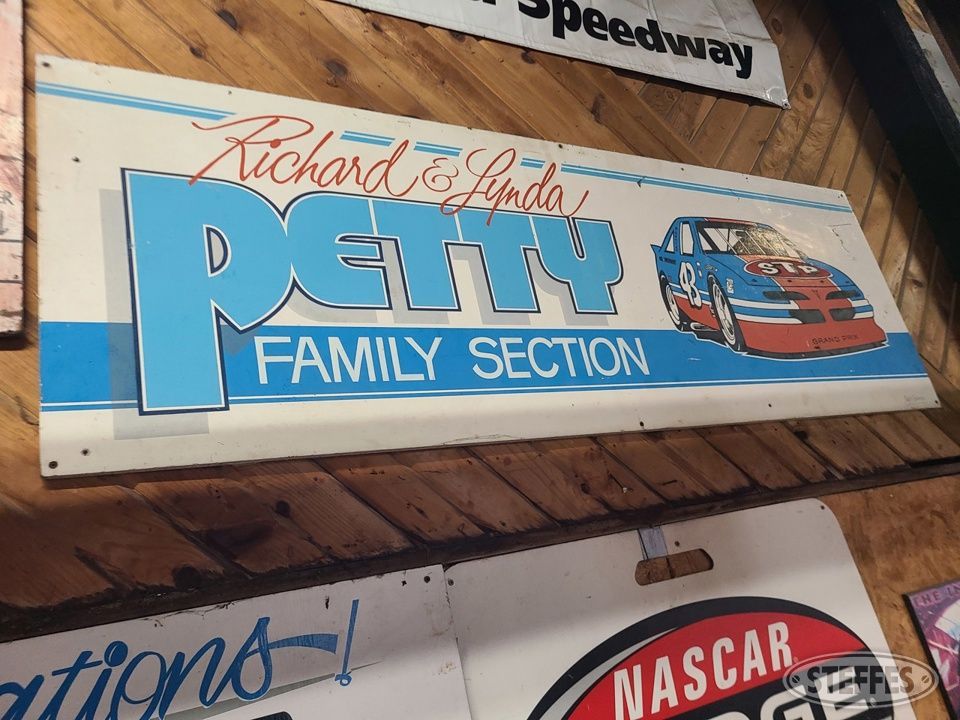 Speedway
Richard & Lynda
PETTY
FAMILY SECTION
43
STP
GRAND PRIX
ations!
NASCAR
STEFFES